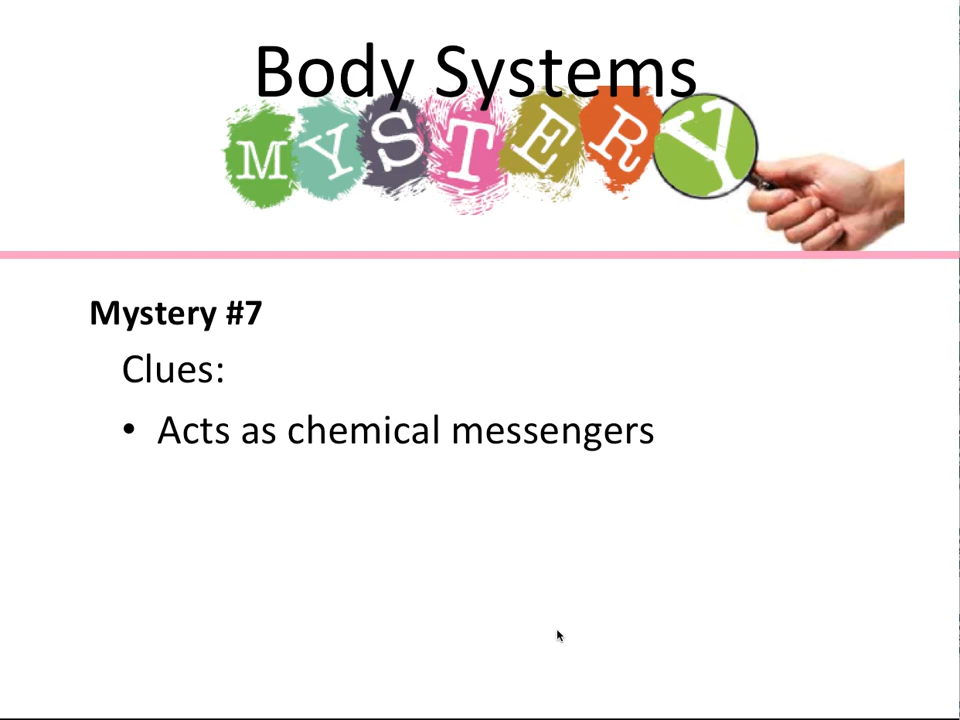 Body Systems
MYSTERY
Mystery #7
Clues:
• Acts as chemical messengers